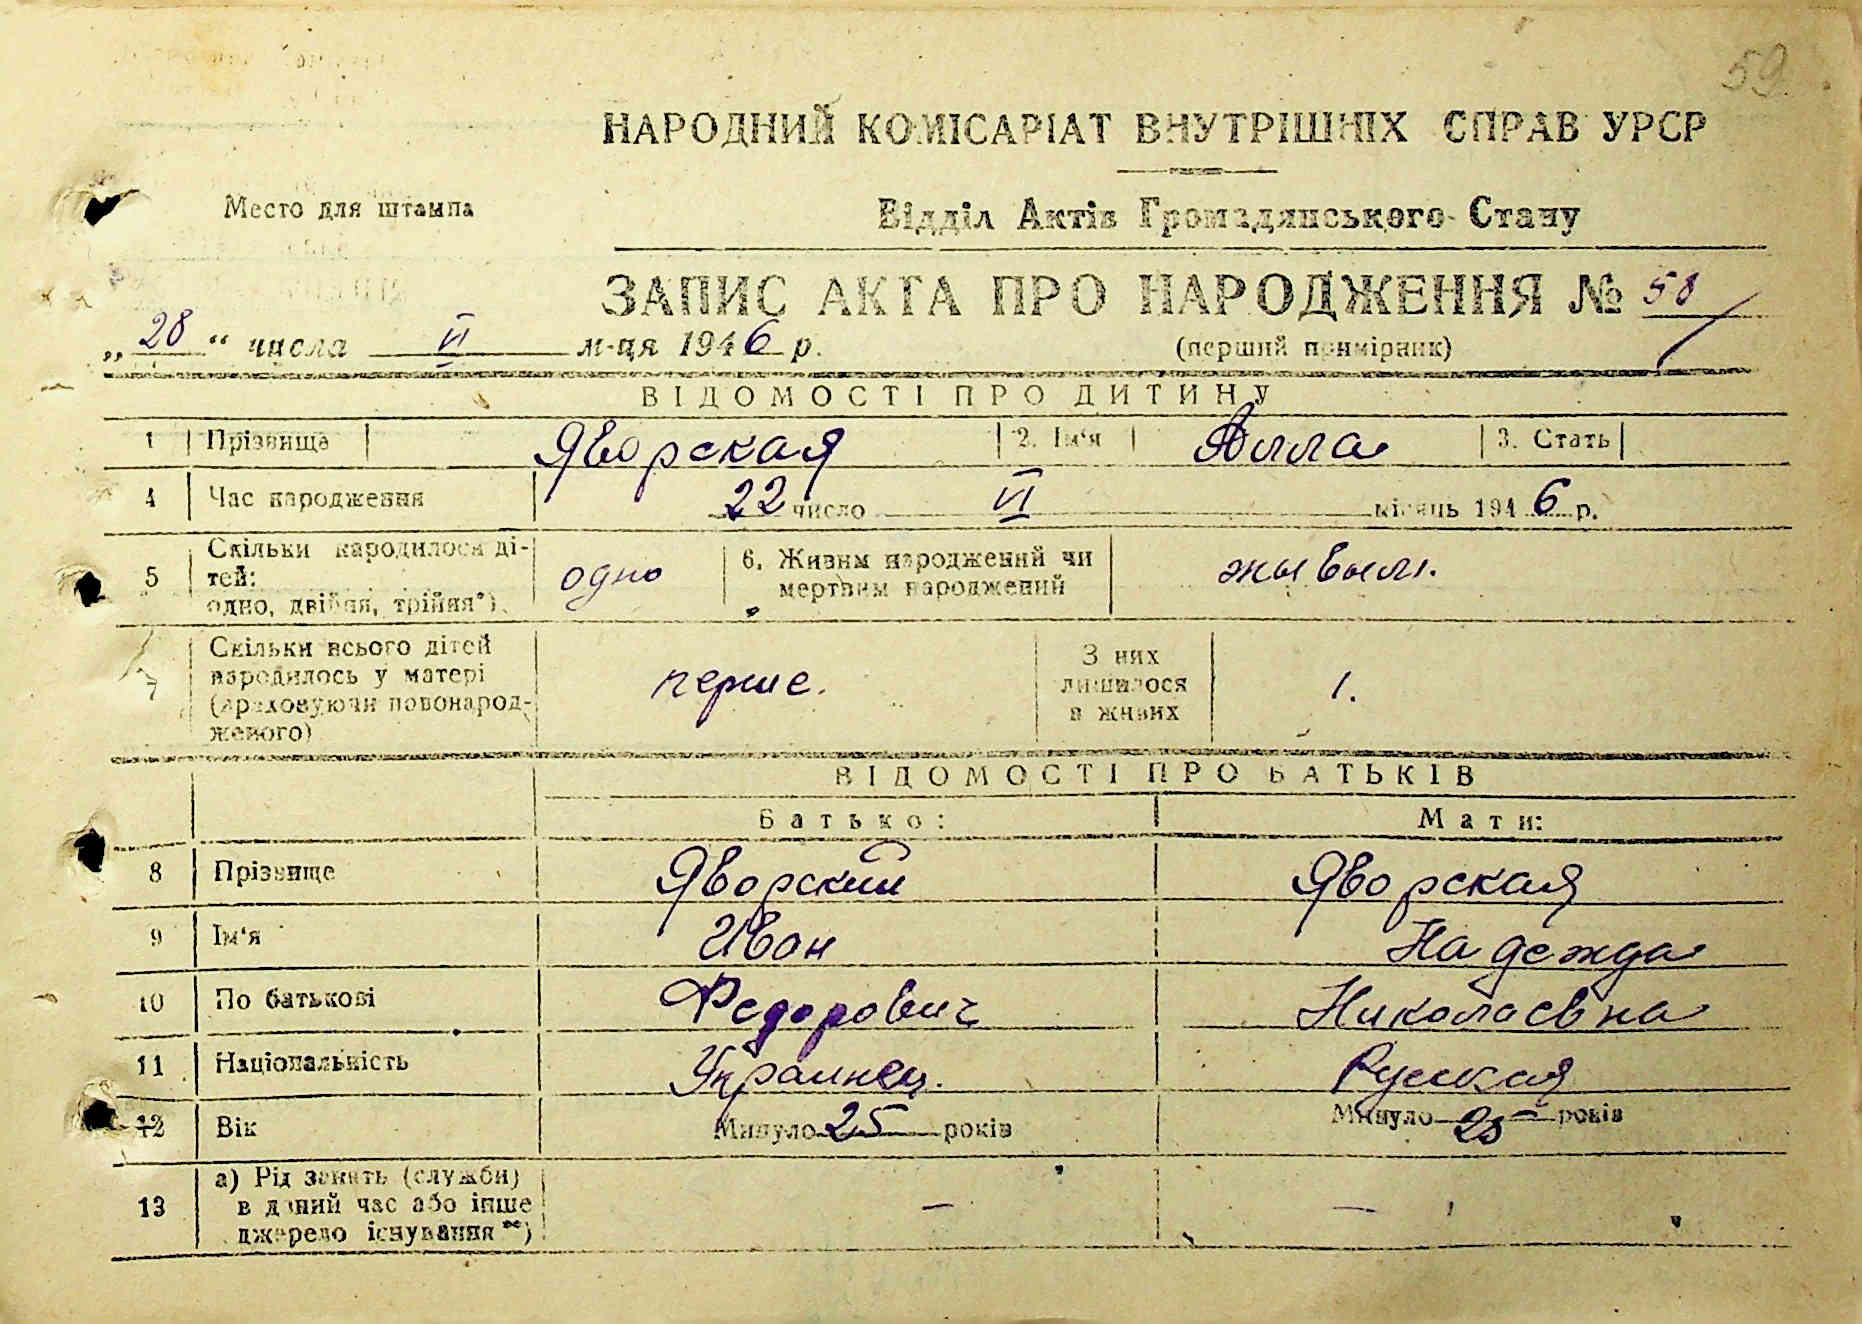 59
НАРОДНИЙ КОМІСАРІАТ ВНУТРІШНІХ СПРАВ УРСР
Место для штампа
Відділ Актів Громадянського Стану
ЗАПИС АКТА ПРО НАРОДЖЕННЯ № 58
„28“ числа VI м-ця 1946 р.
(перший примірник)
ВІДОМОСТІ ПРО ДИТИНУ
1 Прізвище Яворская 2. Ім'я Алла 3. Стать
4 Час народження 22 число VI місяць 1946 р.
5 Скільки народилося ді-
тей:
одно, двійня, трійня*)
одно
6. Живим народжений чи
мертвим народжений
живым.
7 Скільки всього дітей
народилось у матері
(враховуючи новонарод-
женого)
перше.
З них
лишилося
в живих
1.
ВІДОМОСТІ ПРО БАТЬКІВ
Батько: Мати:
8 Прізвище Яворский Яворская
9 Ім'я Иван Надежда
10 По батькові Федорович Николаевна
11 Національність Украинец. Русская
12 Вік Минуло 25 років Минуло 25 років
13 а) Рід занять (служби)
в даний час або інше
джерело існування**)
— —